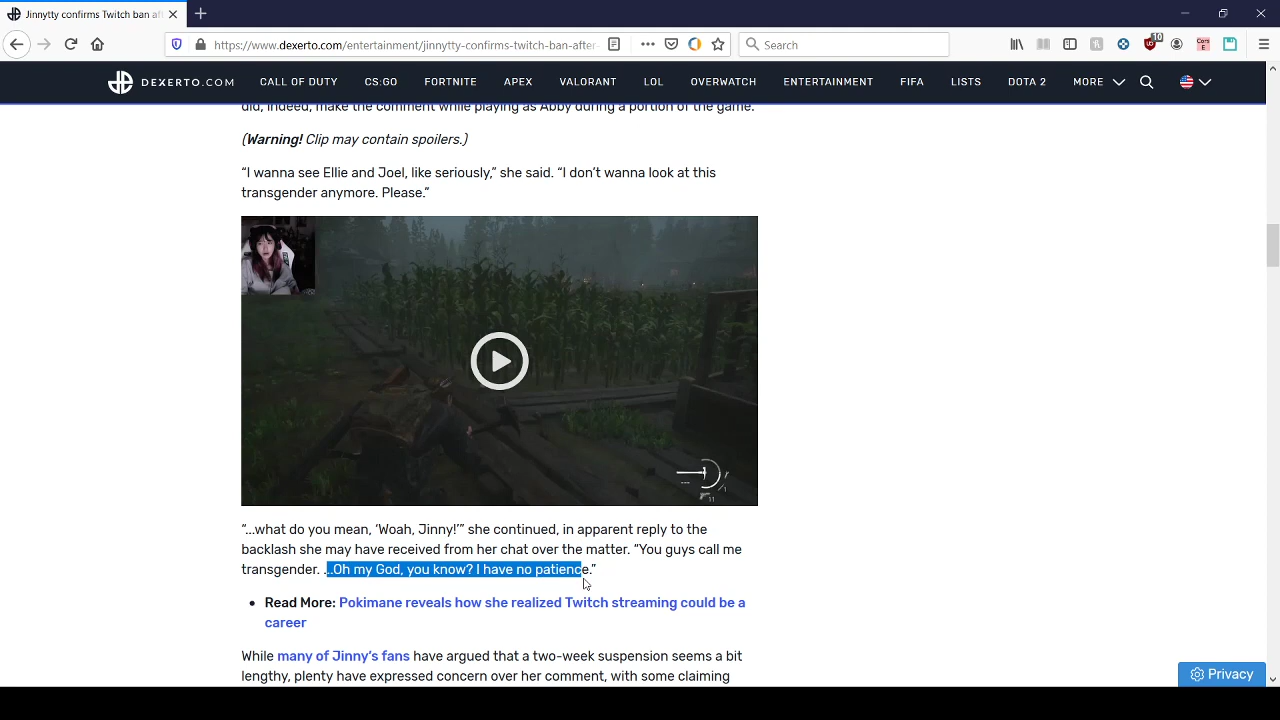 Jinnytty confirms Twitch ban aft
https://www.dexerto.com/entertainment/jinnytty-confirms-twitch-ban-after-
Search
10
DEXERTO.COM
CALL OF DUTY
CS:GO
FORTNITE
APEX
VALORANT
LOL
OVERWATCH
ENTERTAINMENT
FIFA
LISTS
DOTA 2
MORE
did, indeed, make the comment while playing as Abby during a portion of the game.
(Warning! Clip may contain spoilers.)
“I wanna see Ellie and Joel, like seriously,” she said. “I don’t wanna look at this
transgender anymore. Please.”
“...what do you mean, ‘Woah, Jinny!’” she continued, in apparent reply to the
backlash she may have received from her chat over the matter. “You guys call me
transgender. ...Oh my God, you know? I have no patience.”
• Read More: Pokimane reveals how she realized Twitch streaming could be a
career
While many of Jinny’s fans have argued that a two-week suspension seems a bit
lengthy, plenty have expressed concern over her comment, with some claiming
Privacy